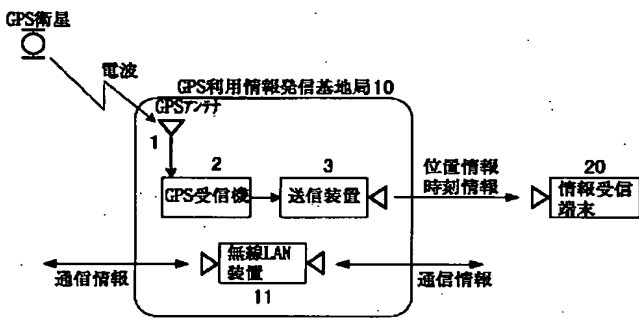 GPS衛星
電波
GPS利用情報発信基地局10
GPSアンテナ
1
2
3
GPS受信機
送信装置
位置情報
時刻情報
20
情報受信
端末
無線LAN
装置
11
通信情報
通信情報